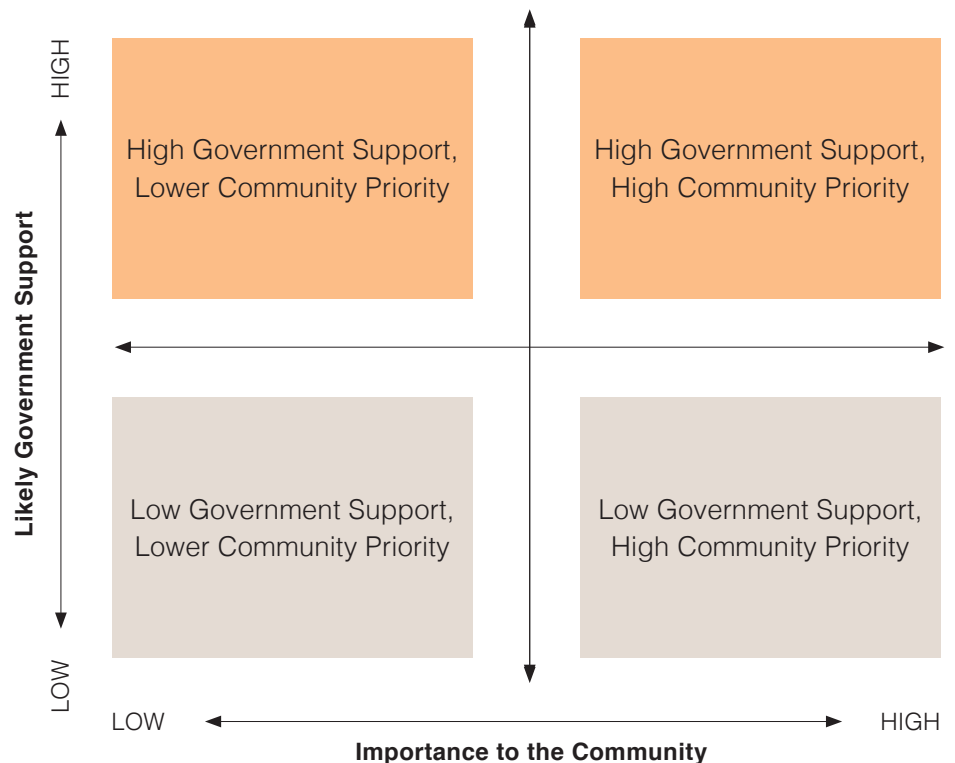 HIGH
High Government Support,
Lower Community Priority
High Government Support,
High Community Priority
Likely Government Support
Low Government Support,
Lower Community Priority
Low Government Support,
High Community Priority
LOW
LOW
HIGH
Importance to the Community